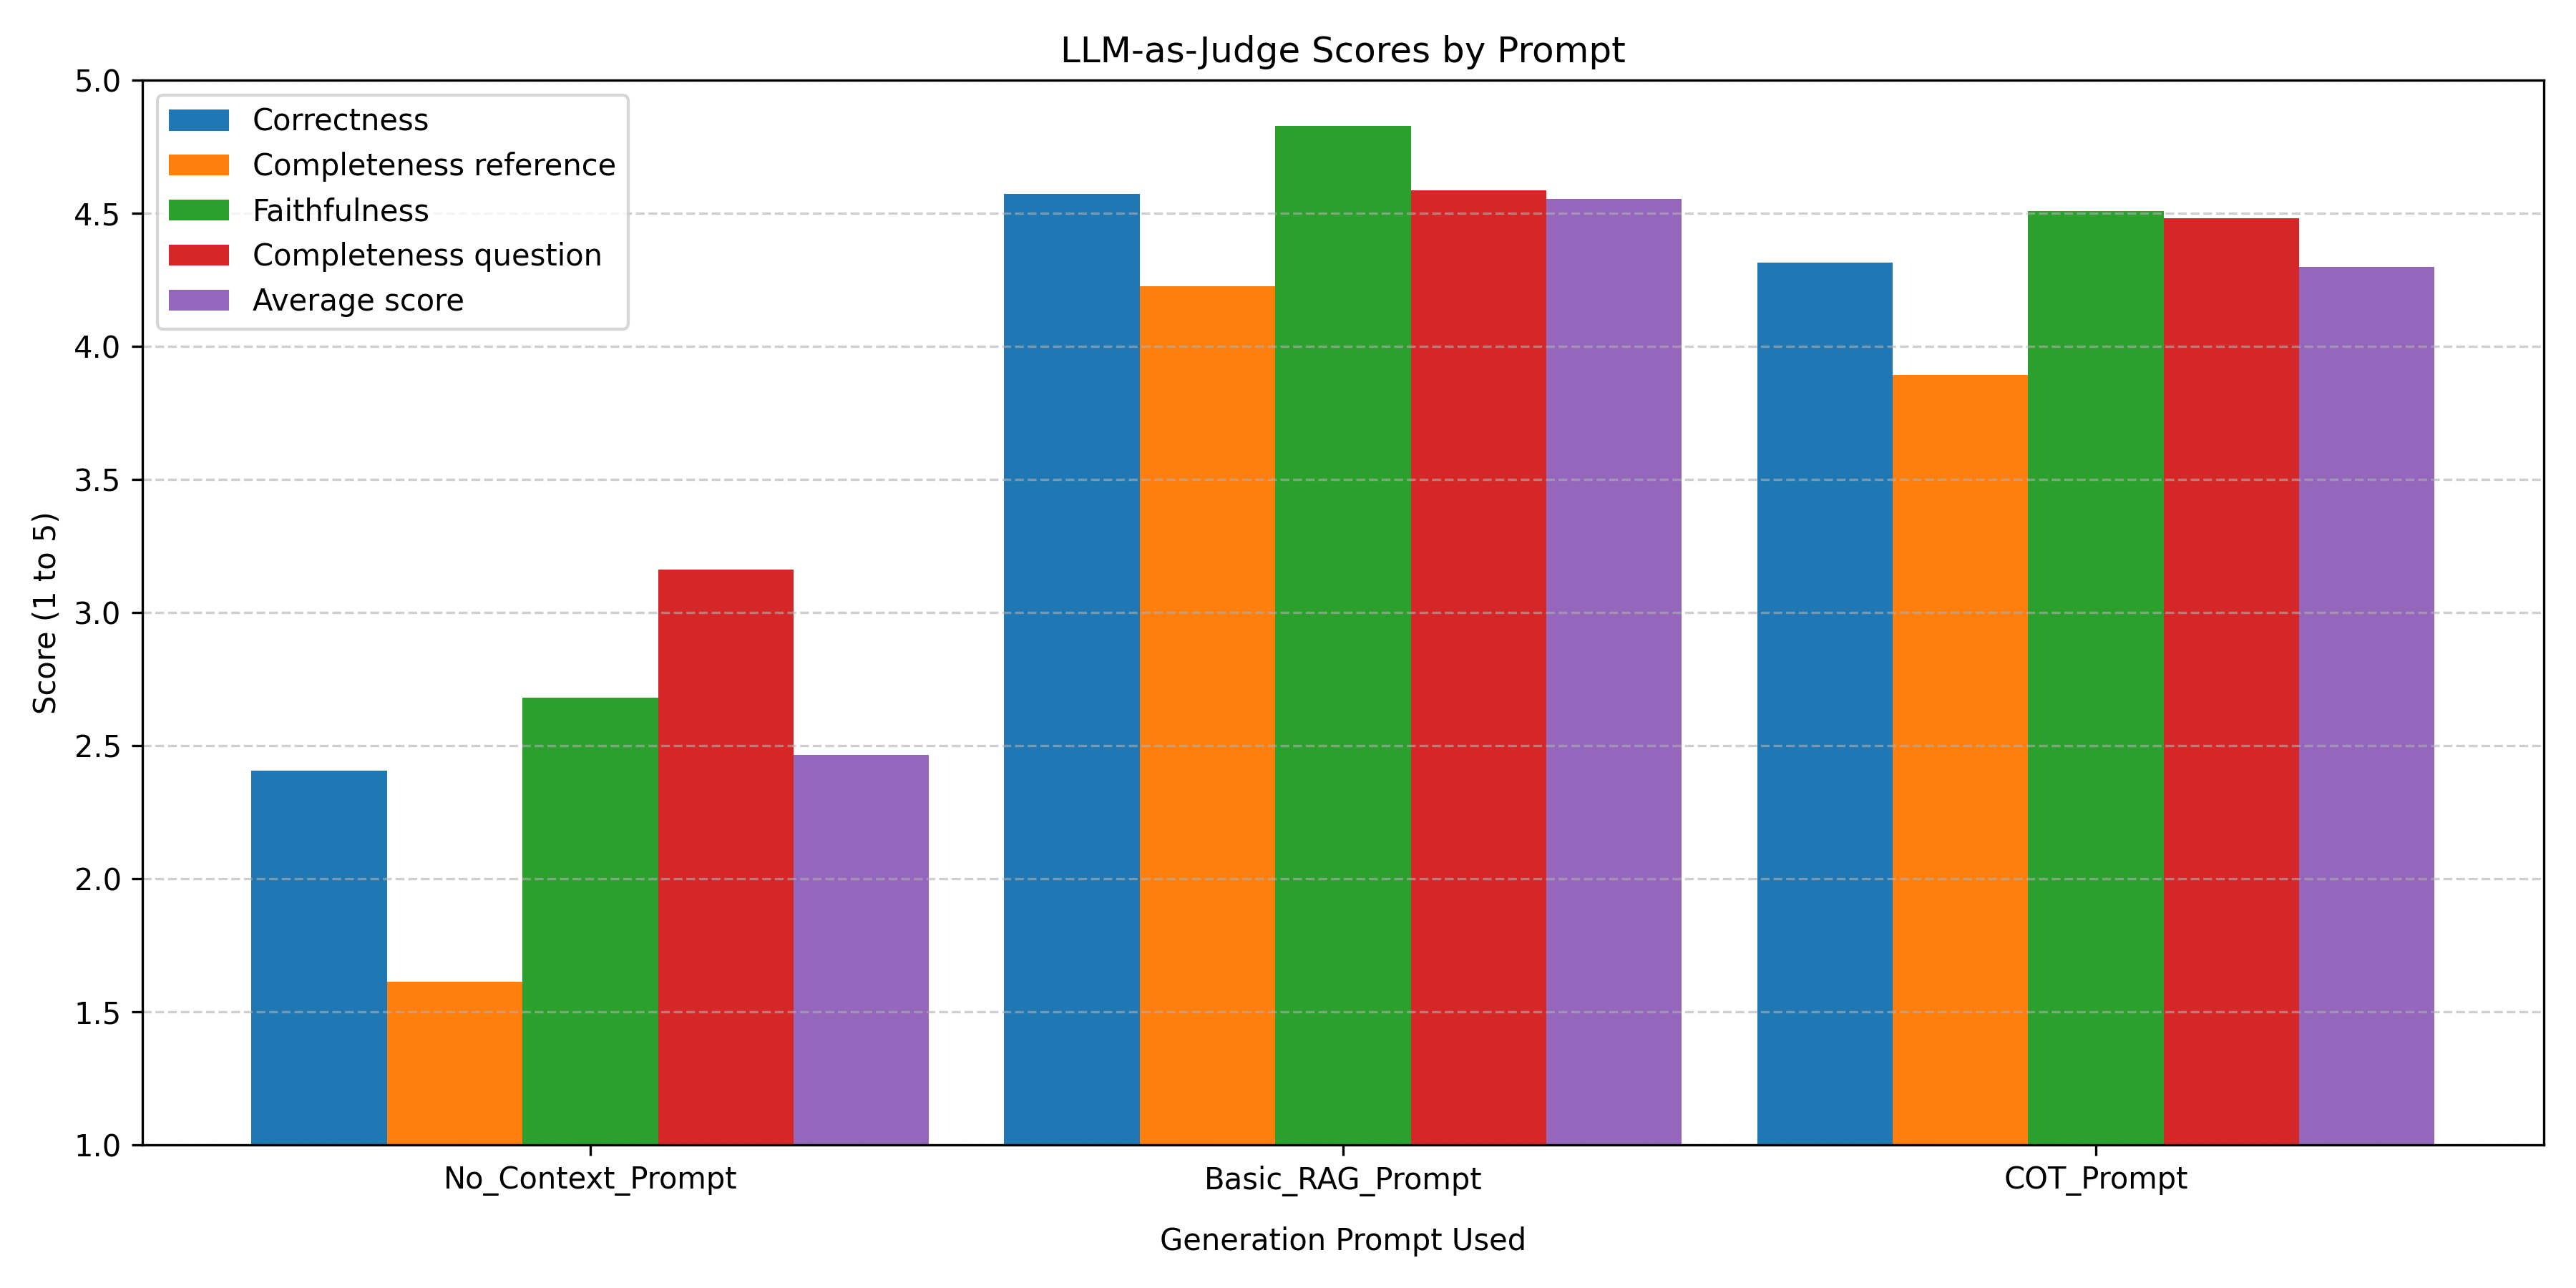 LLM-as-Judge Scores by Prompt
5.0
4.5
4.0
3.5
3.0
2.5
2.0
1.5
1.0
Score (1 to 5)
Correctness
Completeness reference
Faithfulness
Completeness question
Average score
No_Context_Prompt
Basic_RAG_Prompt
COT_Prompt
Generation Prompt Used